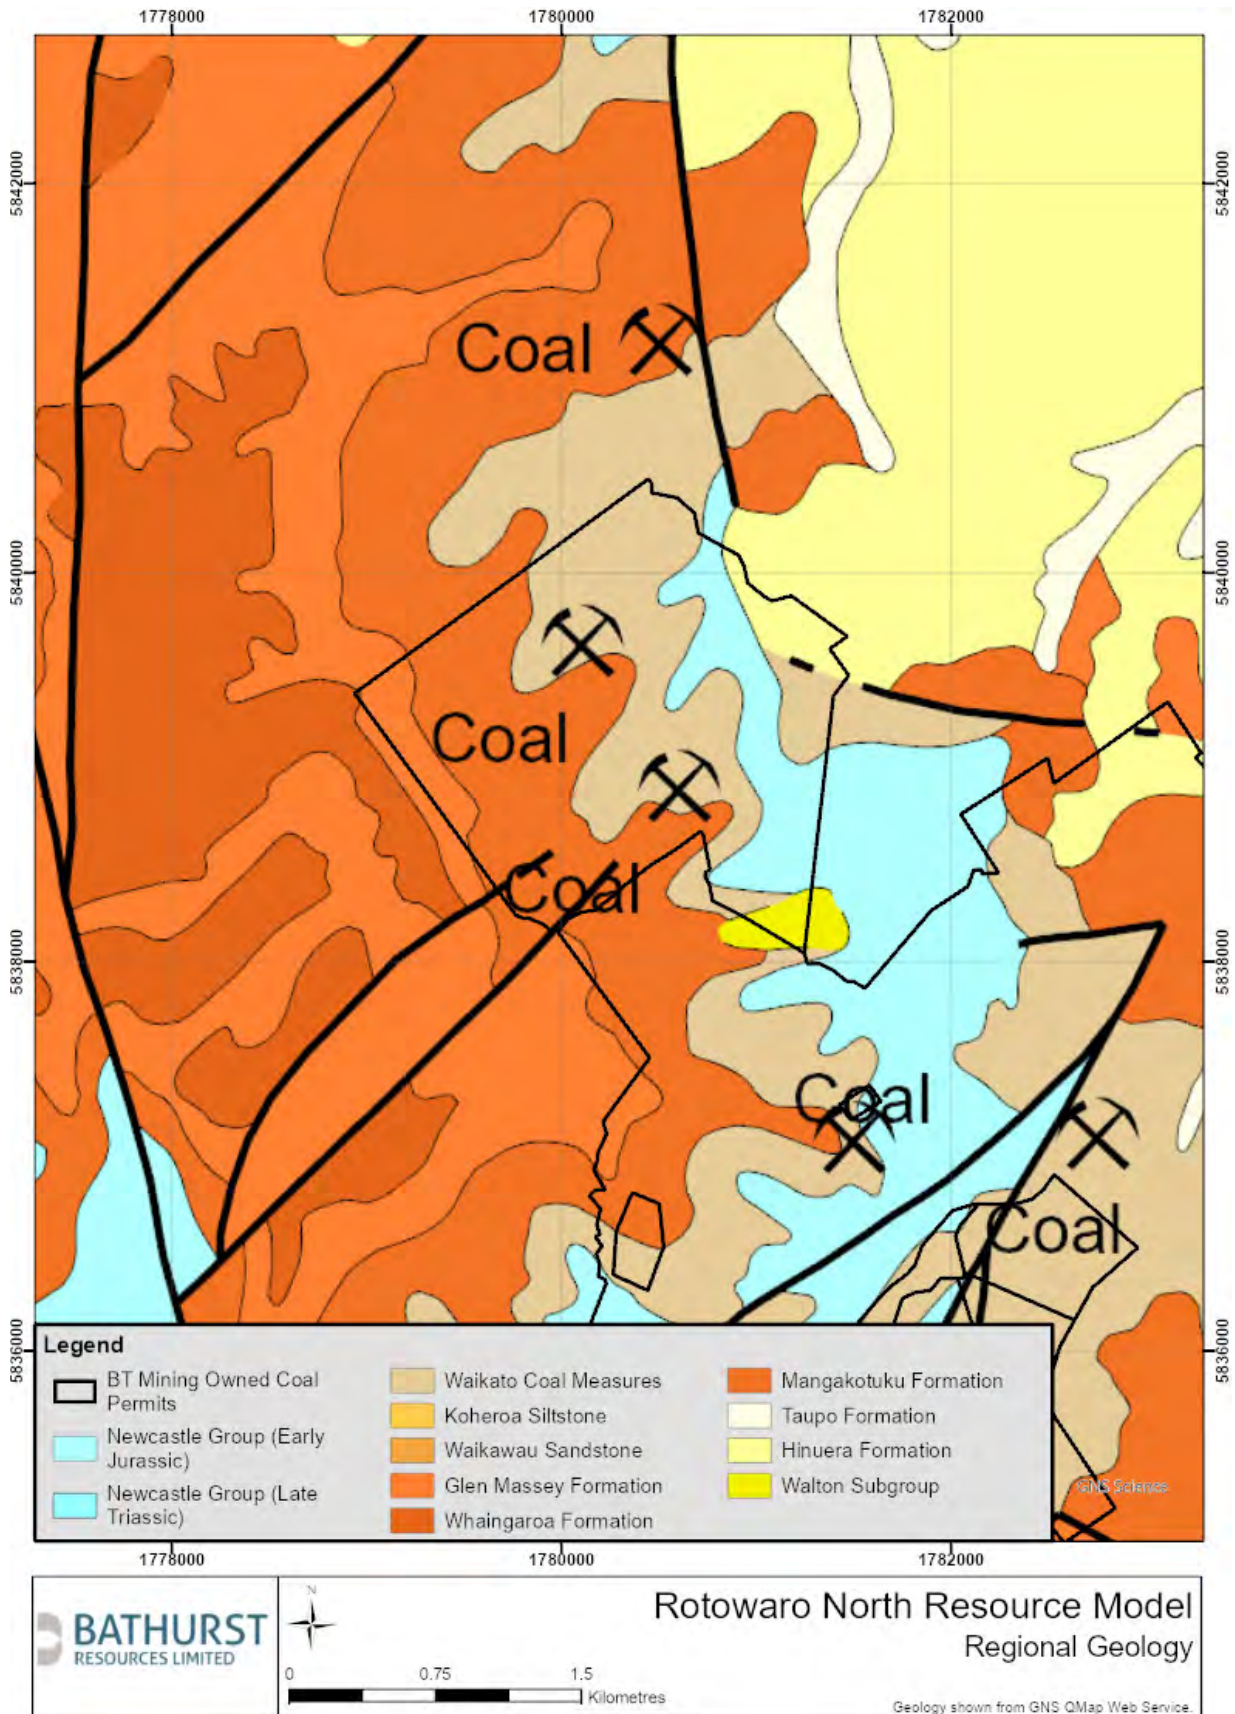 1778000
1780000
1782000
5842000
5842000
Coal
5840000
5840000
Coal
Coal
5838000
5838000
Coal
Coal
5836000
5836000
Legend
BT Mining Owned Coal
Permits
Newcastle Group (Early
Jurassic)
Newcastle Group (Late
Triassic)
Waikato Coal Measures
Koheroa Siltstone
Waikawau Sandstone
Glen Massey Formation
Whaingaroa Formation
Mangakotuku Formation
Taupo Formation
Hinuera Formation
Walton Subgroup
GNS Science
1778000
1780000
1782000
BATHURST
RESOURCES LIMITED
N
0 0.75 1.5
Kilometres
Rotowaro North Resource Model
Regional Geology
Geology shown from GNS QMap Web Service.